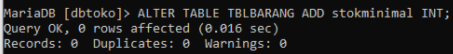 MariaDB [dbtoko]> ALTER TABLE TBLBARANG ADD stokminimal INT;
Query OK, 0 rows affected (0.016 sec)
Records: 0  Duplicates: 0  Warnings: 0